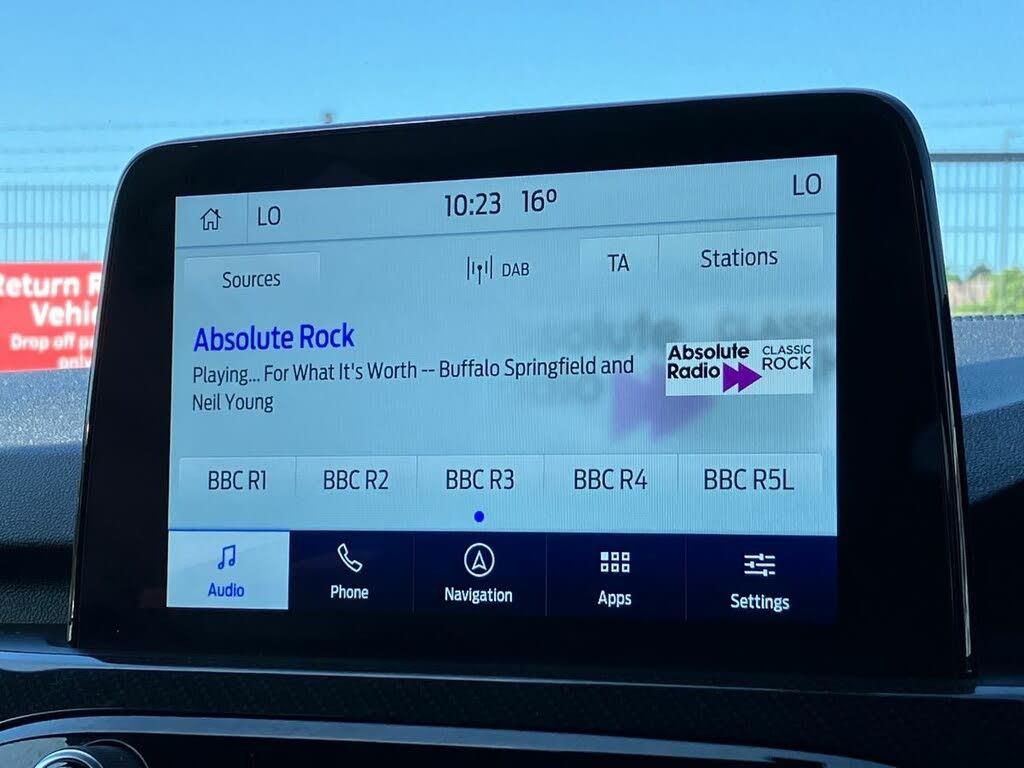 LO 10:23 16º LO
Sources DAB TA Stations
Absolute Rock
Playing... For What It's Worth -- Buffalo Springfield and
Neil Young
Absolute
Radio
CLASSIC
ROCK
BBC R1 BBC R2 BBC R3 BBC R4 BBC R5L
Audio Phone Navigation Apps Settings
Return
Drop off
only